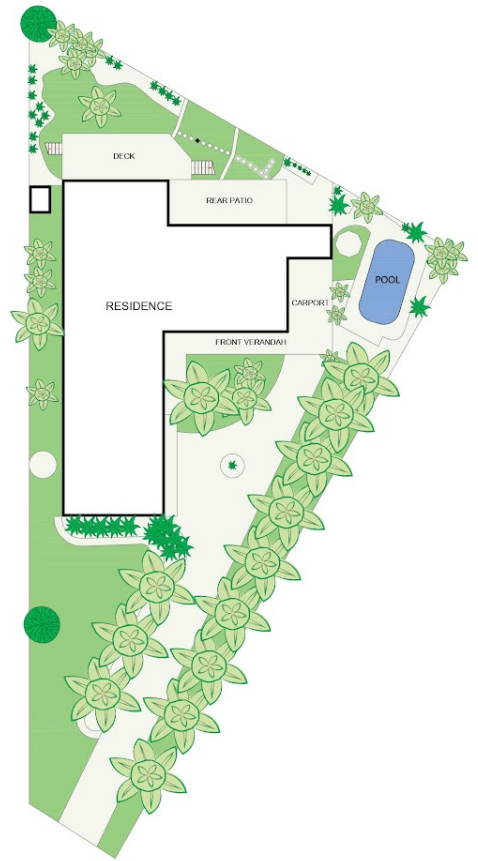 DECK
REAR PATIO
POOL
RESIDENCE
CARPORT
FRONT VERANDAH